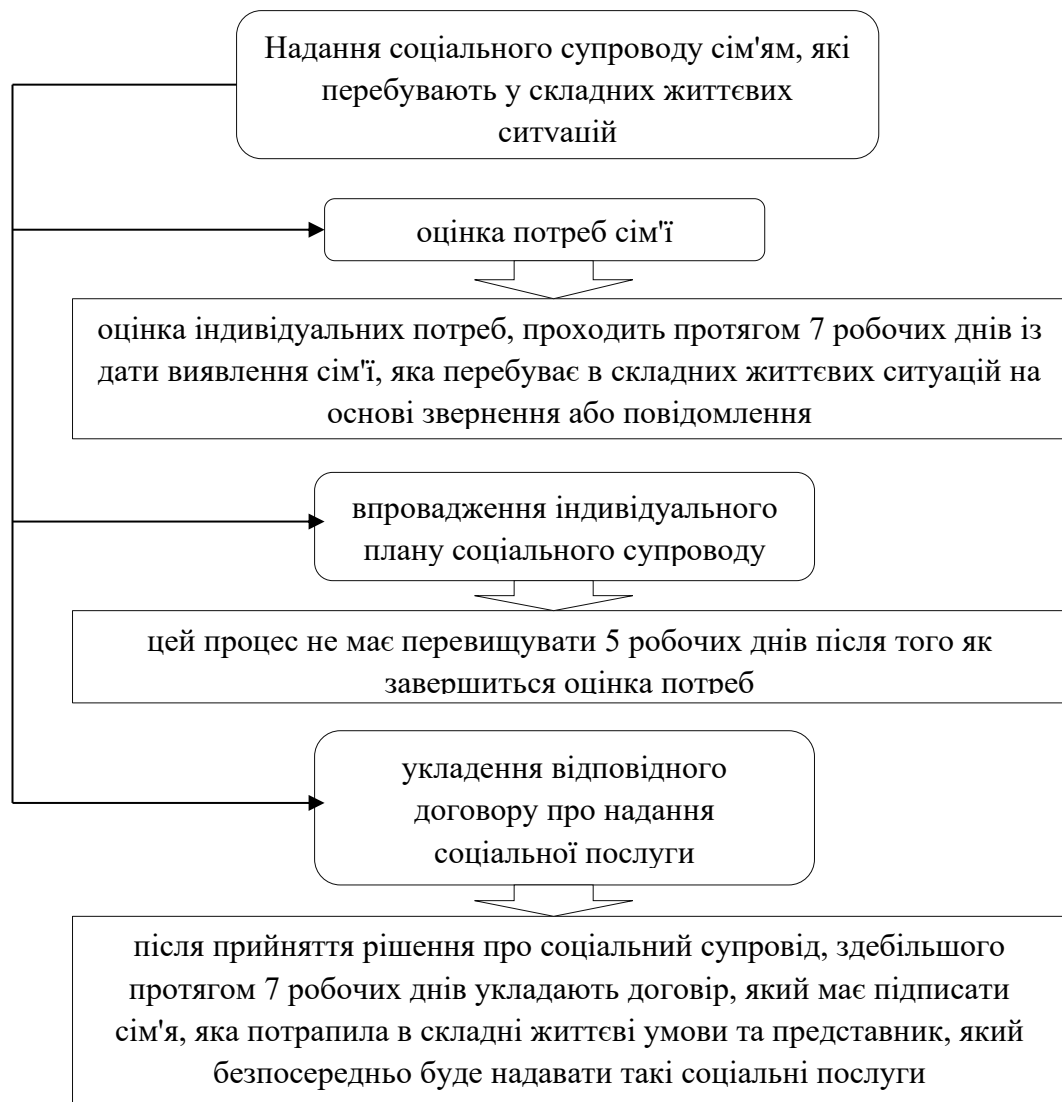 Надання соціального супроводу сім'ям, які
перебувають у складних життєвих
ситуацій
оцінка потреб сім'ї
оцінка індивідуальних потреб, проходить протягом 7 робочих днів із
дати виявлення сім'ї, яка перебуває в складних життєвих ситуацій на
основі звернення або повідомлення
впровадження індивідуального
плану соціального супроводу
цей процес не має перевищувати 5 робочих днів після того як
завершиться оцінка потреб
укладення відповідного
договору про надання
соціальної послуги
після прийняття рішення про соціальний супровід, здебільшого
протягом 7 робочих днів укладають договір, який має підписати
сім'я, яка потрапила в складні життєві умови та представник, який
безпосередньо буде надавати такі соціальні послуги